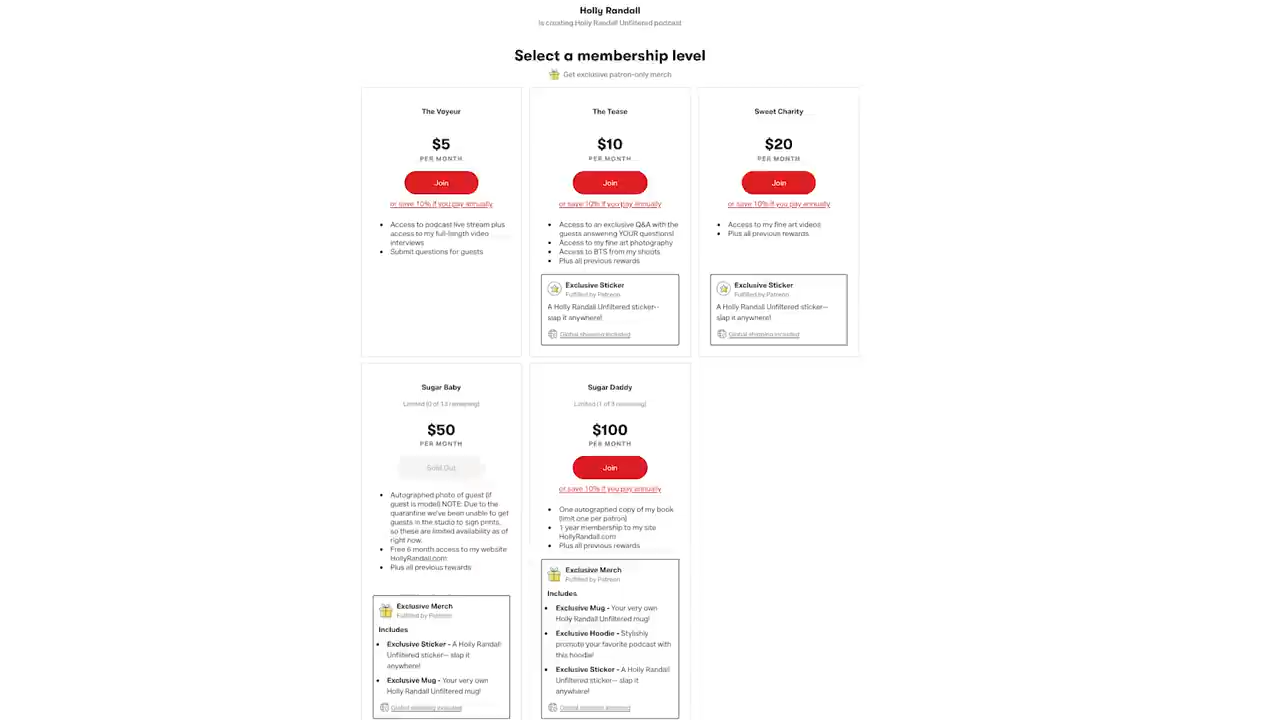 Holly Randall
is creating Holly Randall Unfiltered podcast
Select a membership level
Get exclusive patron-only merch
The Voyeur
$5
PER MONTH
Join
or save 10% if you pay annually
Access to podcast live stream plus
access to my full-length video
interviews
Submit questions for guests
The Tease
$10
PER MONTH
Join
or save 10% if you pay annually
Access to an exclusive Q&A with the
guests answering YOUR questions!
Access to my fine art photography
Access to BTS from my shoots
Plus all previous rewards
Exclusive Sticker
Fulfilled by Patreon
A Holly Randall Unfiltered sticker--
slap it anywhere!
Global shipping included
Sweet Charity
$20
PER MONTH
Join
or save 10% if you pay annually
Access to my fine art videos
Plus all previous rewards
Exclusive Sticker
Fulfilled by Patreon
A Holly Randall Unfiltered sticker—
slap it anywhere!
Global shipping included
Sugar Baby
Limited (0 of 13 remaining)
$50
PER MONTH
Sold Out
Autographed photo of guest (if
guest is model) NOTE: Due to the
quarantine we've been unable to get
guests in the studio to sign prints,
so these are limited availability as of
right now.
Free 6 month access to my website
HollyRandall.com
Plus all previous rewards
Exclusive Merch
Fulfilled by Patreon
Includes
Exclusive Sticker - A Holly Randall
Unfiltered sticker— slap it
anywhere!
Exclusive Mug - Your very own
Holly Randall Unfiltered mug!
Global shipping included
Sugar Daddy
Limited (1 of remaining)
$100
PER MONTH
Join
or save 10% if you pay annually
One autographed copy of my book
(limit one per patron)
1 year membership to my site
HollyRandall.com
Plus all previous rewards
Exclusive Merch
Fulfilled by Patreon
Includes
Exclusive Mug - Your very own
Holly Randall Unfiltered mug!
Exclusive Hoodie - Stylishly
promote your favorite podcast with
this hoodie!
Exclusive Sticker - A Holly Randall
Unfiltered sticker— slap it
anywhere!
Global shipping included